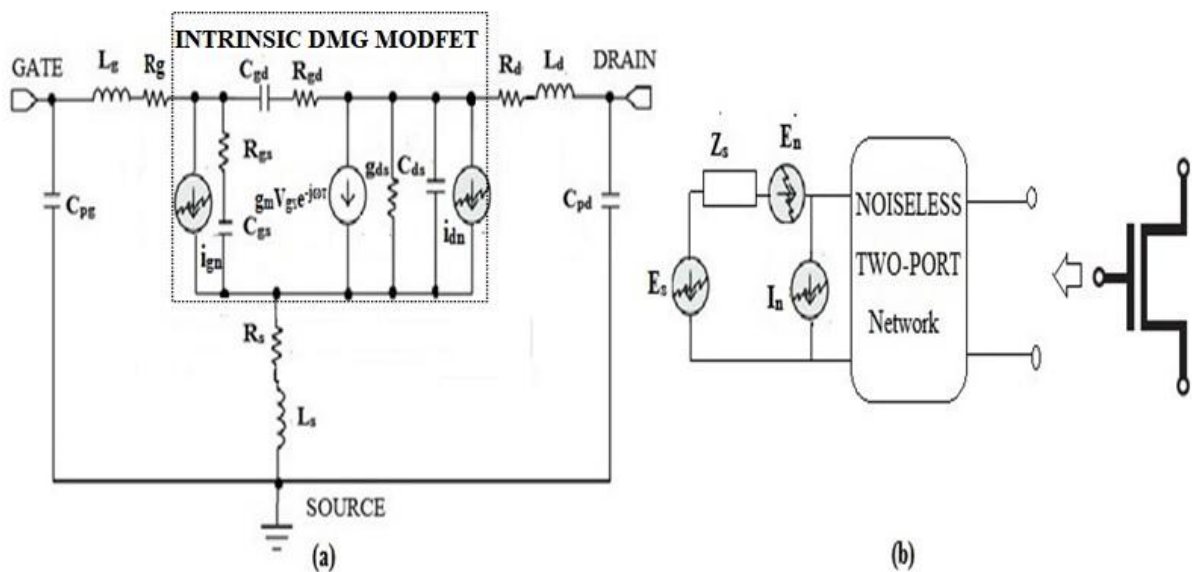 INTRINSIC DMG MODFET
GATE
Lg
Rg
Cgd
Rgd
Rd
Ld
DRAIN
Rgs
Cgs
ign
gmVgse-jωτ
gds
Cds
idn
Cpg
Cpd
Rs
Ls
SOURCE
(a)
Zs
En
Es
In
NOISELESS
TWO-PORT
Network
(b)